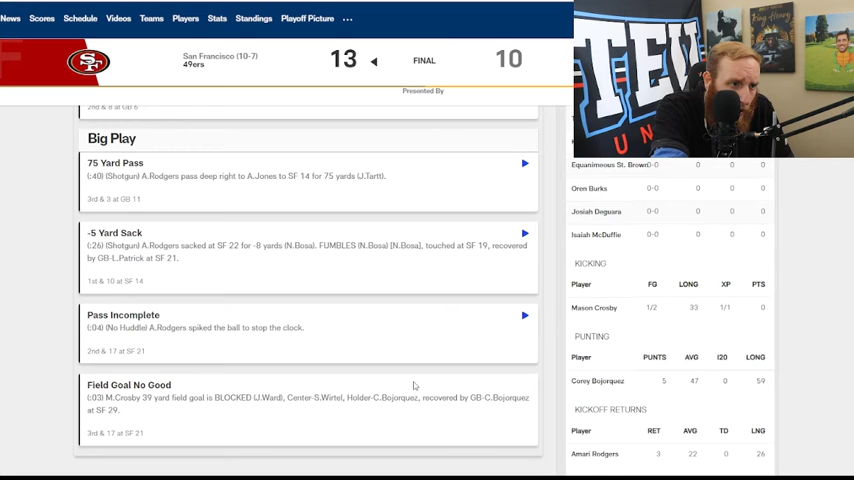 News Scores Schedule Videos Teams Players Stats Standings Playoff Picture ...
San Francisco (10-7)
49ers
13 FINAL 10
Presented By
SF
2nd & 8 at GB 6
Big Play
75 Yard Pass
(:40) (Shotgun) A.Rodgers pass deep right to A.Jones to SF 14 for 75 yards (J.Tartt).
3rd & 3 at GB 11
-5 Yard Sack
(:26) (Shotgun) A.Rodgers sacked at SF 22 for -8 yards (N.Bosa). FUMBLES (N.Bosa) [N.Bosa], touched at SF 19, recovered
by GB-L.Patrick at SF 21.
1st & 10 at SF 14
Pass Incomplete
(:04) (No Huddle) A.Rodgers spiked the ball to stop the clock.
2nd & 17 at SF 21
Field Goal No Good
(:03) M.Crosby 39 yard field goal is BLOCKED (J.Ward), Center-S.Wirtel, Holder-C.Bojorquez, recovered by GB-C.Bojorquez
at SF 29.
3rd & 17 at SF 21
Equanimeous St. Brown 0-0 0 0 0
Oren Burks 0-0 0 0 0
Josiah Deguara 0-0 0 0 0
Isaiah McDuffie 0-0 0 0 0
KICKING
Player FG LONG XP PTS
Mason Crosby 1/2 33 1/1 0
PUNTING
Player PUNTS AVG I20 LONG
Corey Bojorquez 5 47 0 59
KICKOFF RETURNS
Player RET AVG TD LNG
Amari Rodgers 3 22 0 26
King Henry